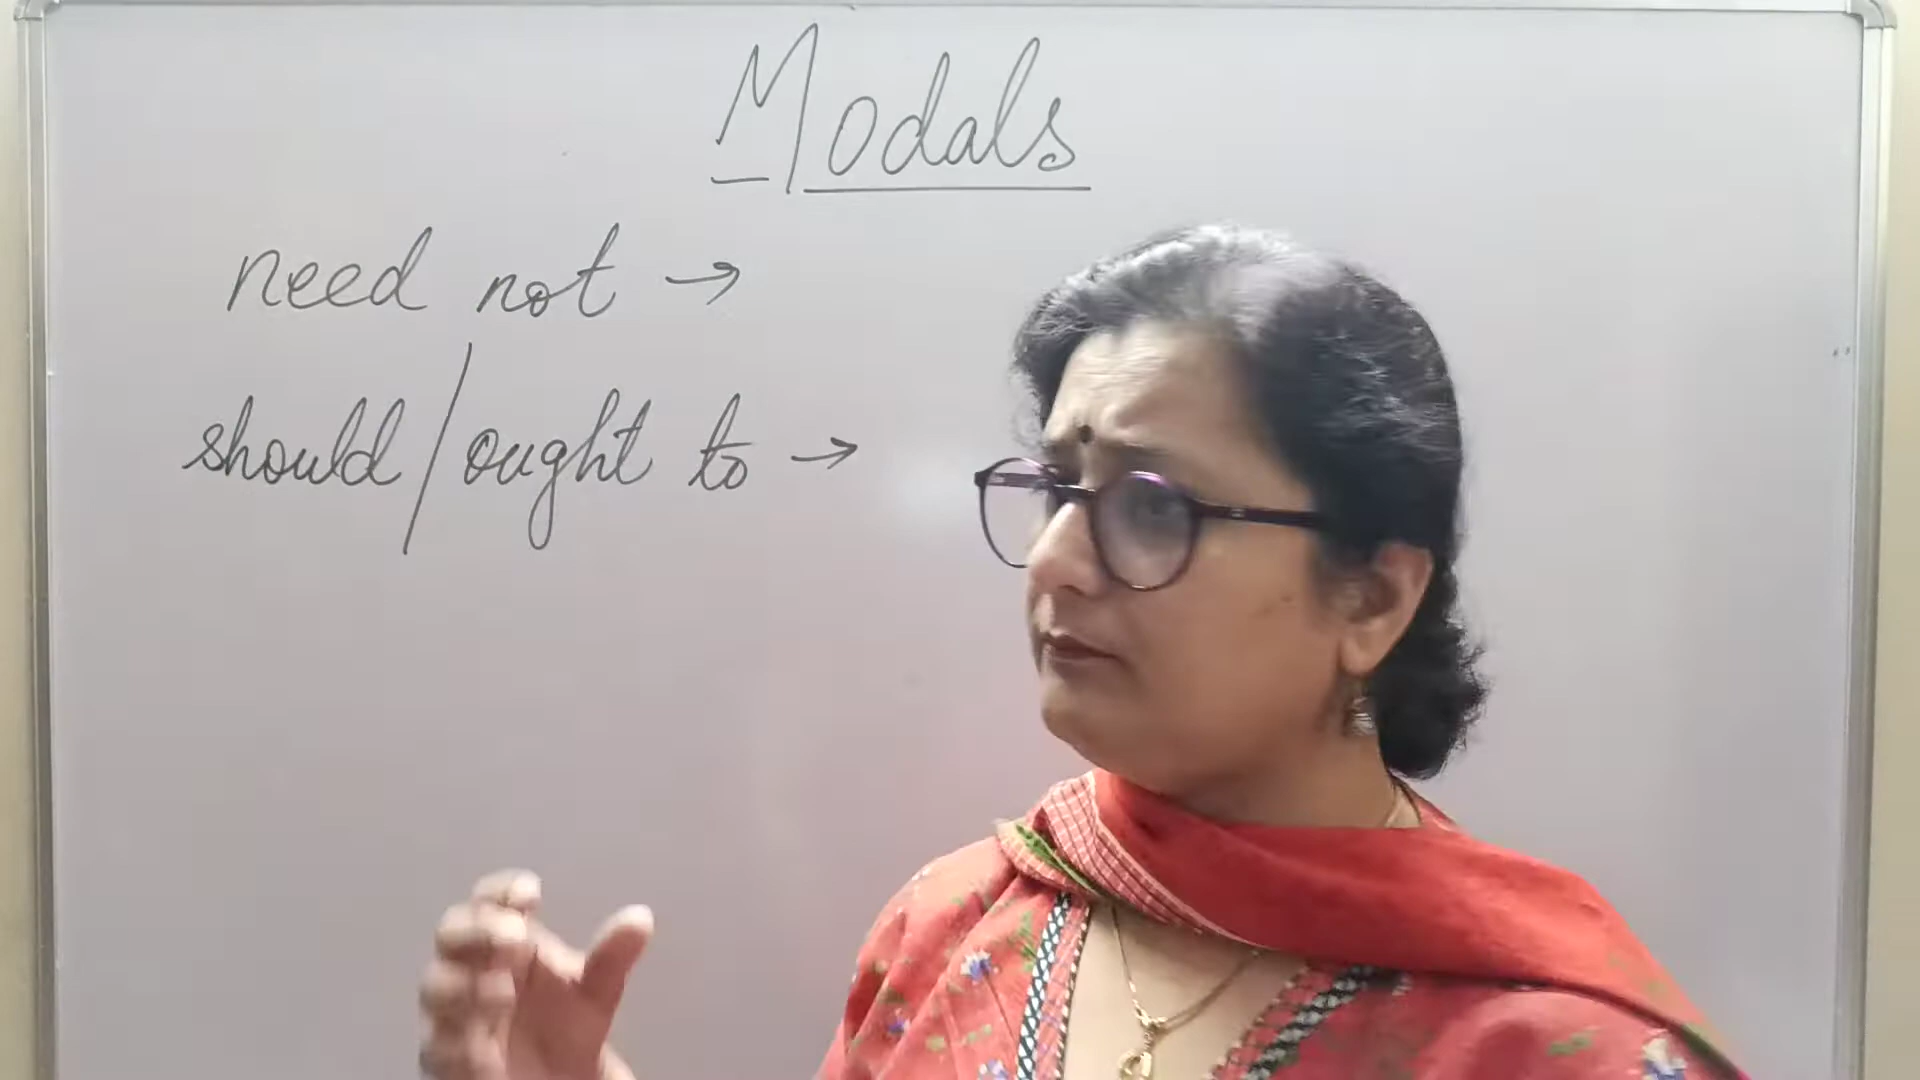 Modals
need not →
should/ought to →